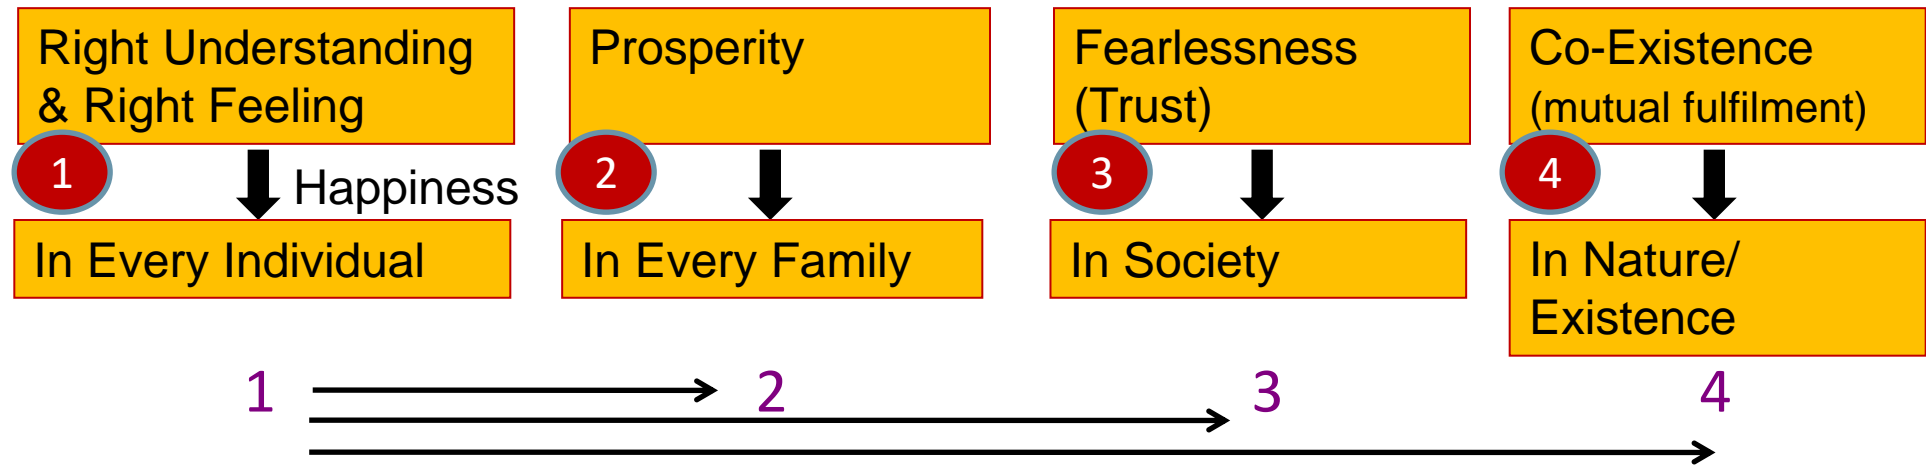 Right Understanding
& Right Feeling
1
Happiness
In Every Individual
Prosperity
2
In Every Family
Fearlessness
(Trust)
3
In Society
Co-Existence
(mutual fulfilment)
4
In Nature/
Existence
1
2
3
4